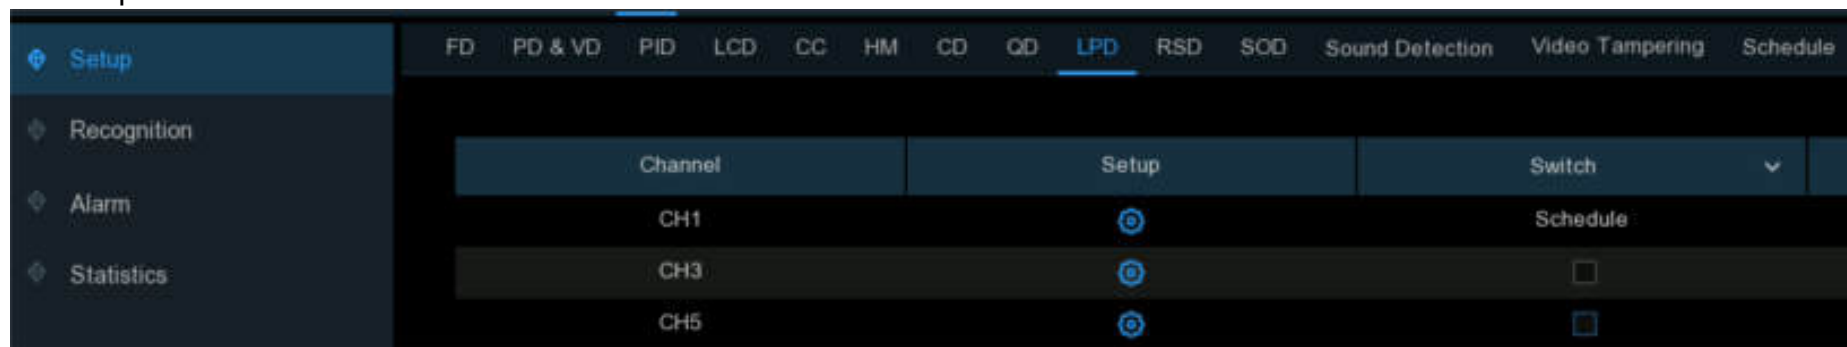 Setup
Recognition
Alarm
Statistics
FD PD & VD PID LCD CC HM CD QD LPD RSD SOD Sound Detection Video Tampering Schedule
Channel Setup Switch
CH1 Schedule
CH3
CH5